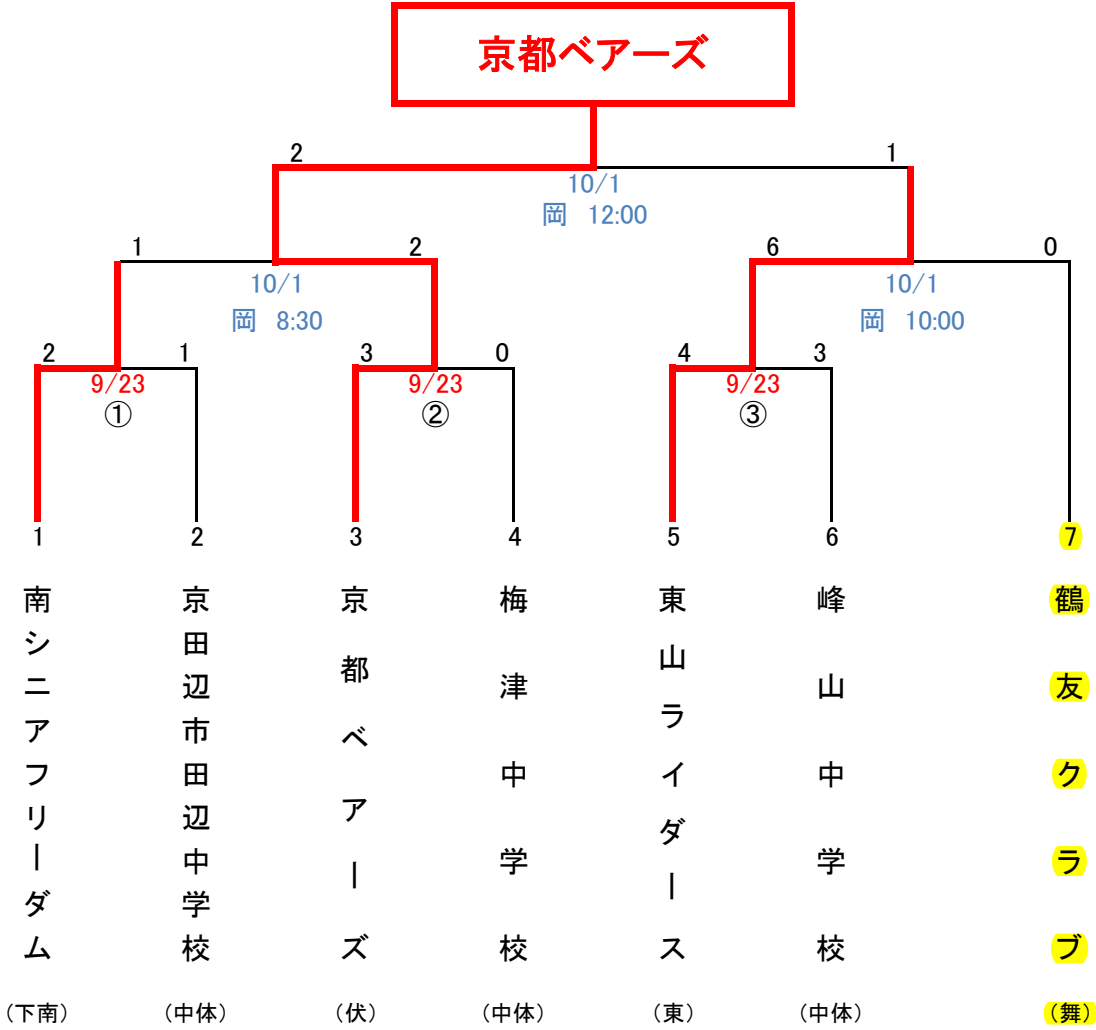 京都ベアーズ
2 1
10/1
岡 12:00
1 2 6 0
10/1 10/1
岡 8:30 岡 10:00
2 1 3 0 4 3
9/23 9/23 9/23
① ② ③
1 2 3 4 5 6 7
南シニアフリーダム
京田辺市田辺中学校
京都ベアーズ
梅津中学校
東山ライダース
峰山中学校
鶴友クラブ
（下南） （中体） （伏） （中体） （東） （中体） （舞）